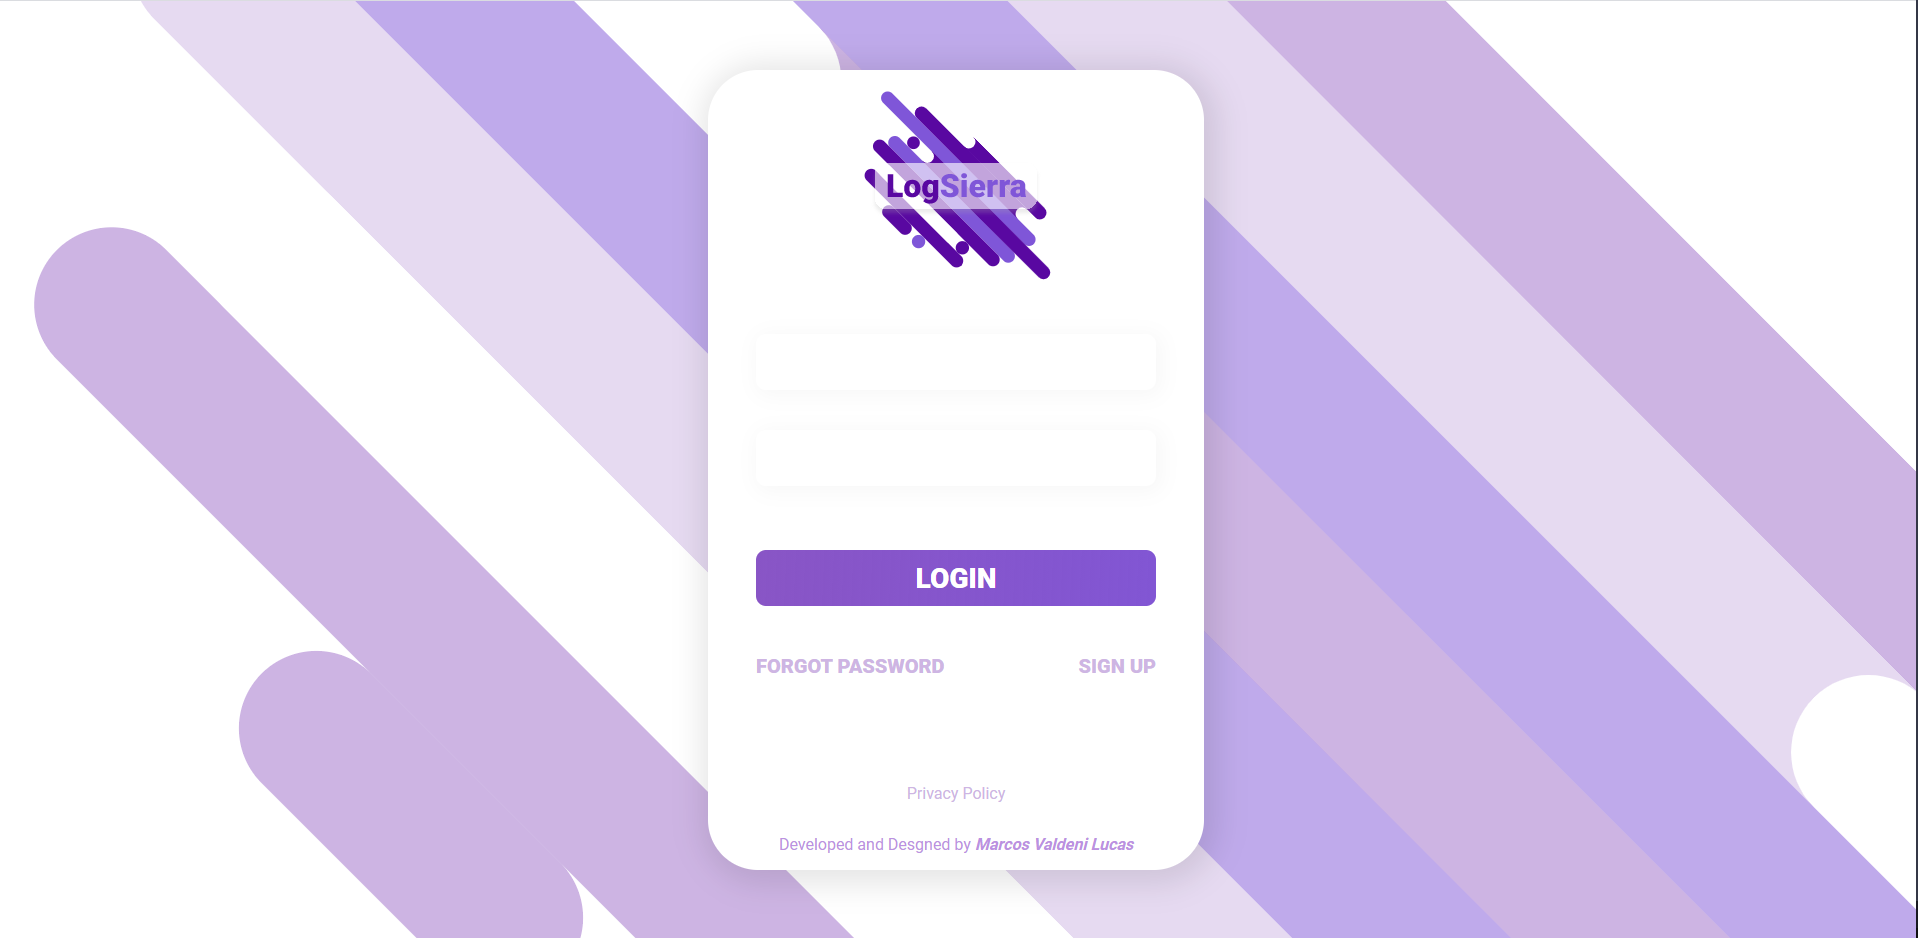 LogSierra
LOGIN
FORGOT PASSWORD SIGN UP
Privacy Policy
Developed and Desgned by Marcos Valdeni Lucas